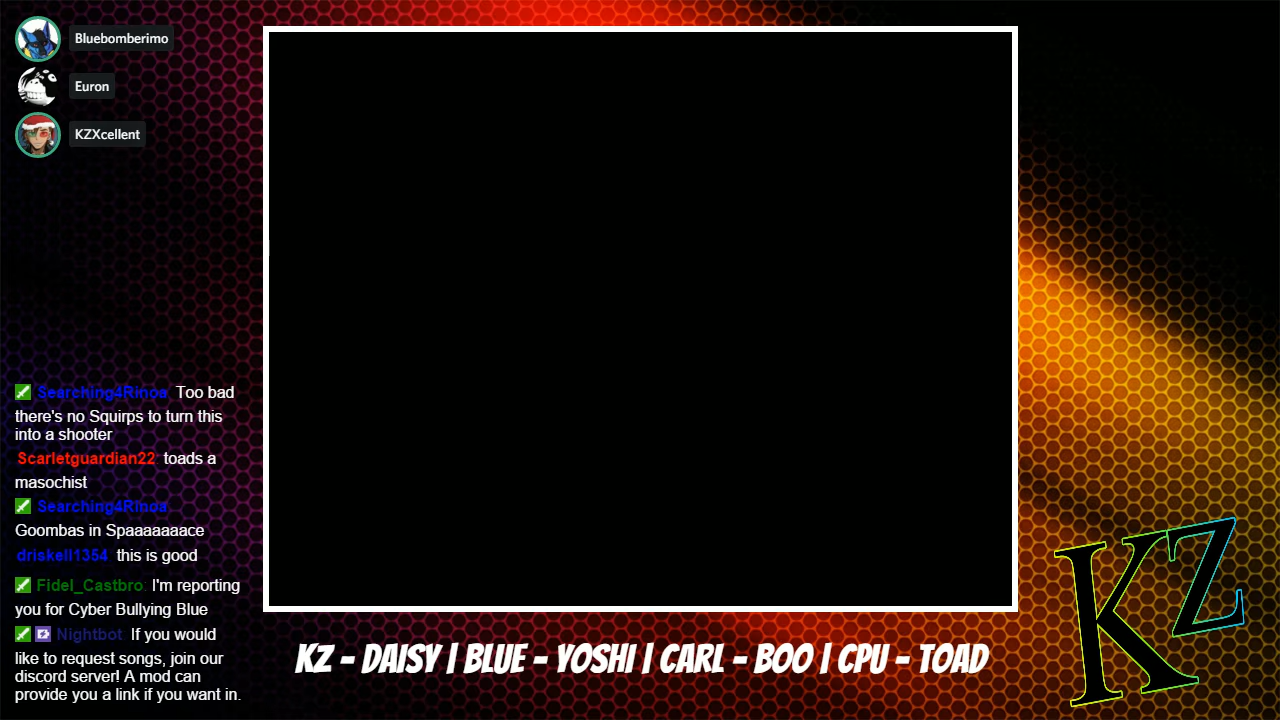 Bluebomberimo
Euron
KZXcellent
Searching4Rinoa: Too bad
there's no Squirps to turn this
into a shooter
Scarletguardian22: toads a
masochist
Searching4Rinoa:
Goombas in Spaaaaaaace
driskell1354: this is good
Fidel_Castbro: I'm reporting
you for Cyber Bullying Blue
Nightbot: If you would
like to request songs, join our
discord server! A mod can
provide you a link if you want in.
KZ - DAISY | BLUE - YOSHI | CARL - BOO | CPU - TOAD
KZ